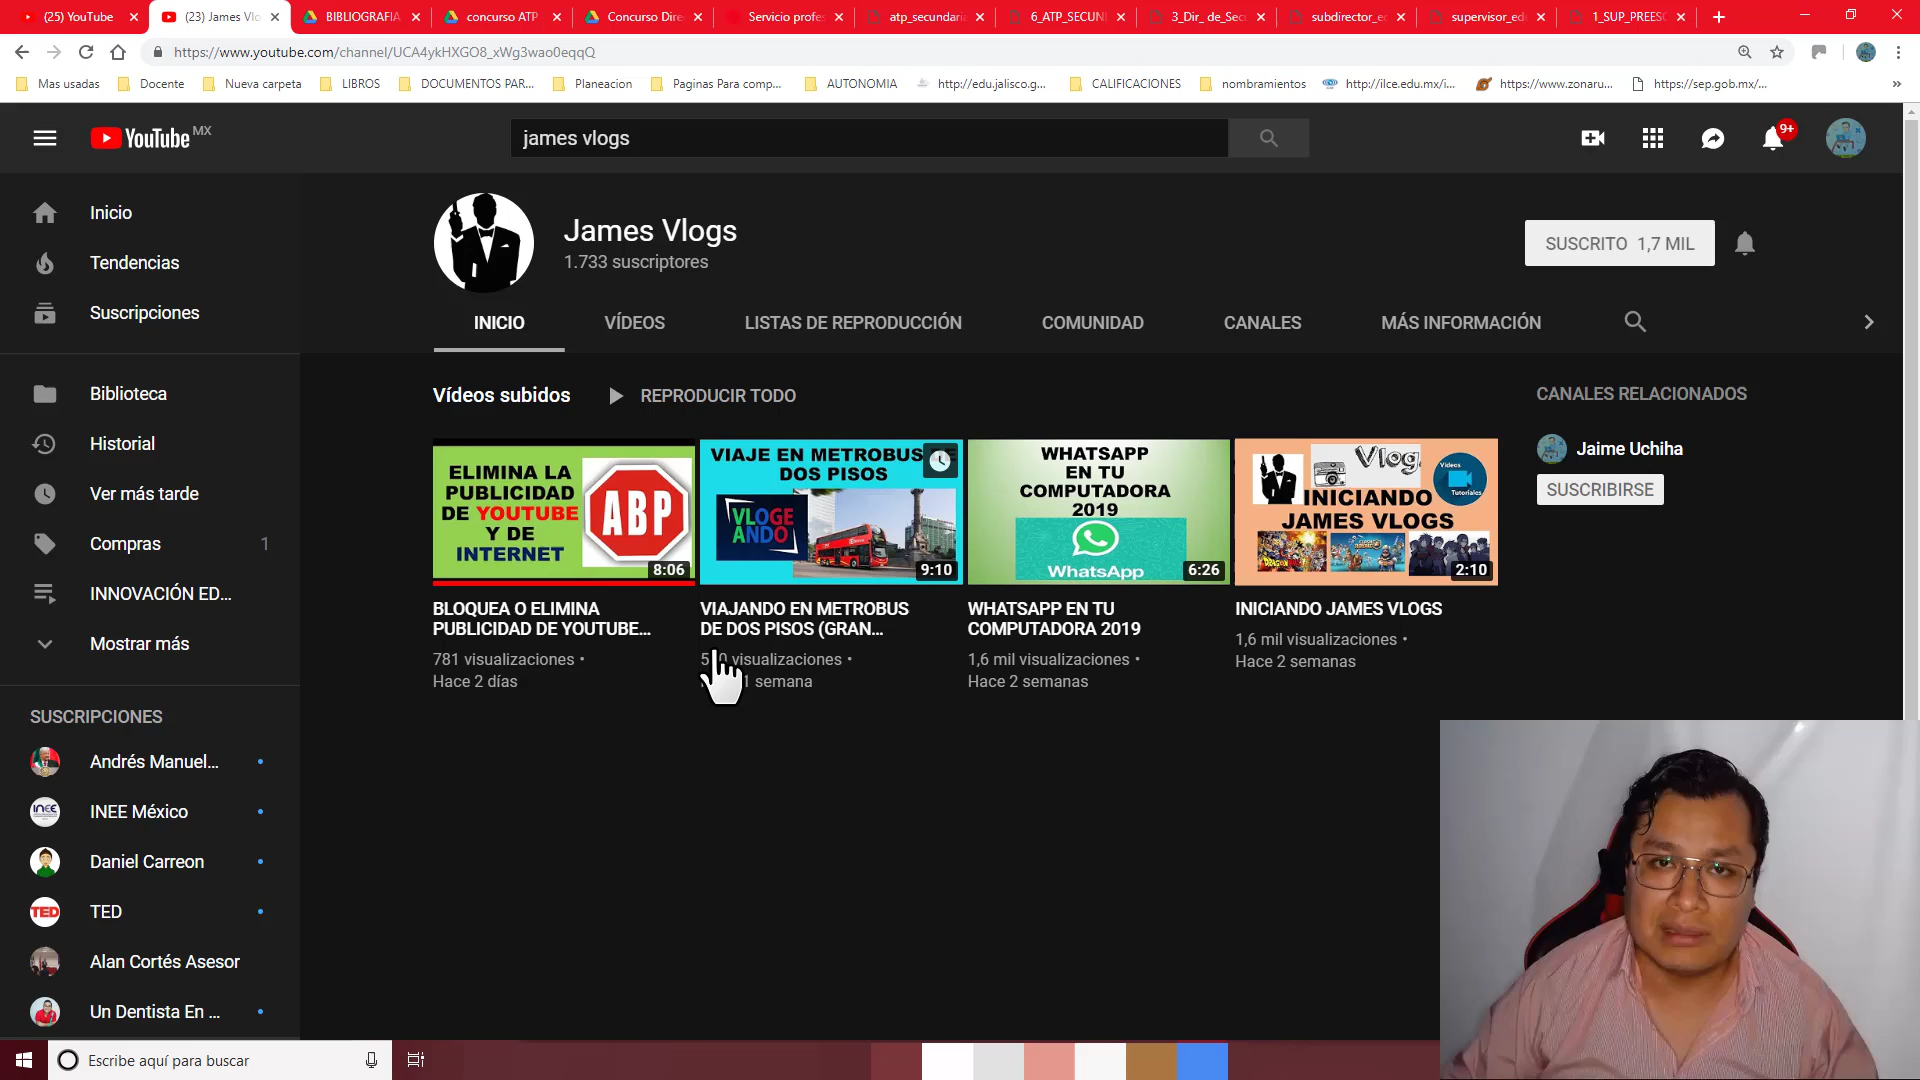 (25) YouTube
(23) James Vlo
BIBLIOGRAFIA
concurso ATP
Concurso Dire
Servicio profes
atp_secundaria
6_ATP_SECUN
3_Dir_ de_Sec
subdirector_e
supervisor_ed
1_SUP_PREESC
https://www.youtube.com/channel/UCA4ykHXGO8_xWg3wao0eqqQ
Mas usadas
Docente
Nueva carpeta
LIBROS
DOCUMENTOS PAR...
Planeacion
Paginas Para comp...
AUTONOMIA
http://edu.jalisco.g...
CALIFICACIONES
nombramientos
http://ilce.edu.mx/i...
https://www.zonaru...
https://sep.gob.mx/...
»
YouTube MX
james vlogs
9+
Inicio
Tendencias
Suscripciones
Biblioteca
Historial
Ver más tarde
Compras 1
INNOVACIÓN ED...
Mostrar más
SUSCRIPCIONES
Andrés Manuel...
INEE México
Daniel Carreon
TED
Alan Cortés Asesor
Un Dentista En ...
James Vlogs
1.733 suscriptores
SUSCRITO 1,7 MIL
INICIO
VÍDEOS
LISTAS DE REPRODUCCIÓN
COMUNIDAD
CANALES
MÁS INFORMACIÓN
Vídeos subidos
REPRODUCIR TODO
ELIMINA LA
PUBLICIDAD
DE YOUTUBE
Y DE
INTERNET
ABP
8:06
BLOQUEA O ELIMINA
PUBLICIDAD DE YOUTUBE...
781 visualizaciones •
Hace 2 días
VIAJE EN METROBUS
DOS PISOS
VLOGE
ANDO
9:10
VIAJANDO EN METROBUS
DE DOS PISOS (GRAN...
visualizaciones •
1 semana
WHATSAPP
EN TU
COMPUTADORA
2019
WhatsApp
6:26
WHATSAPP EN TU
COMPUTADORA 2019
1,6 mil visualizaciones •
Hace 2 semanas
Vlog
Videos
Tutoriales
INICIANDO
JAMES VLOGS
2:10
INICIANDO JAMES VLOGS
1,6 mil visualizaciones •
Hace 2 semanas
CANALES RELACIONADOS
Jaime Uchiha
SUSCRIBIRSE
Escribe aquí para buscar